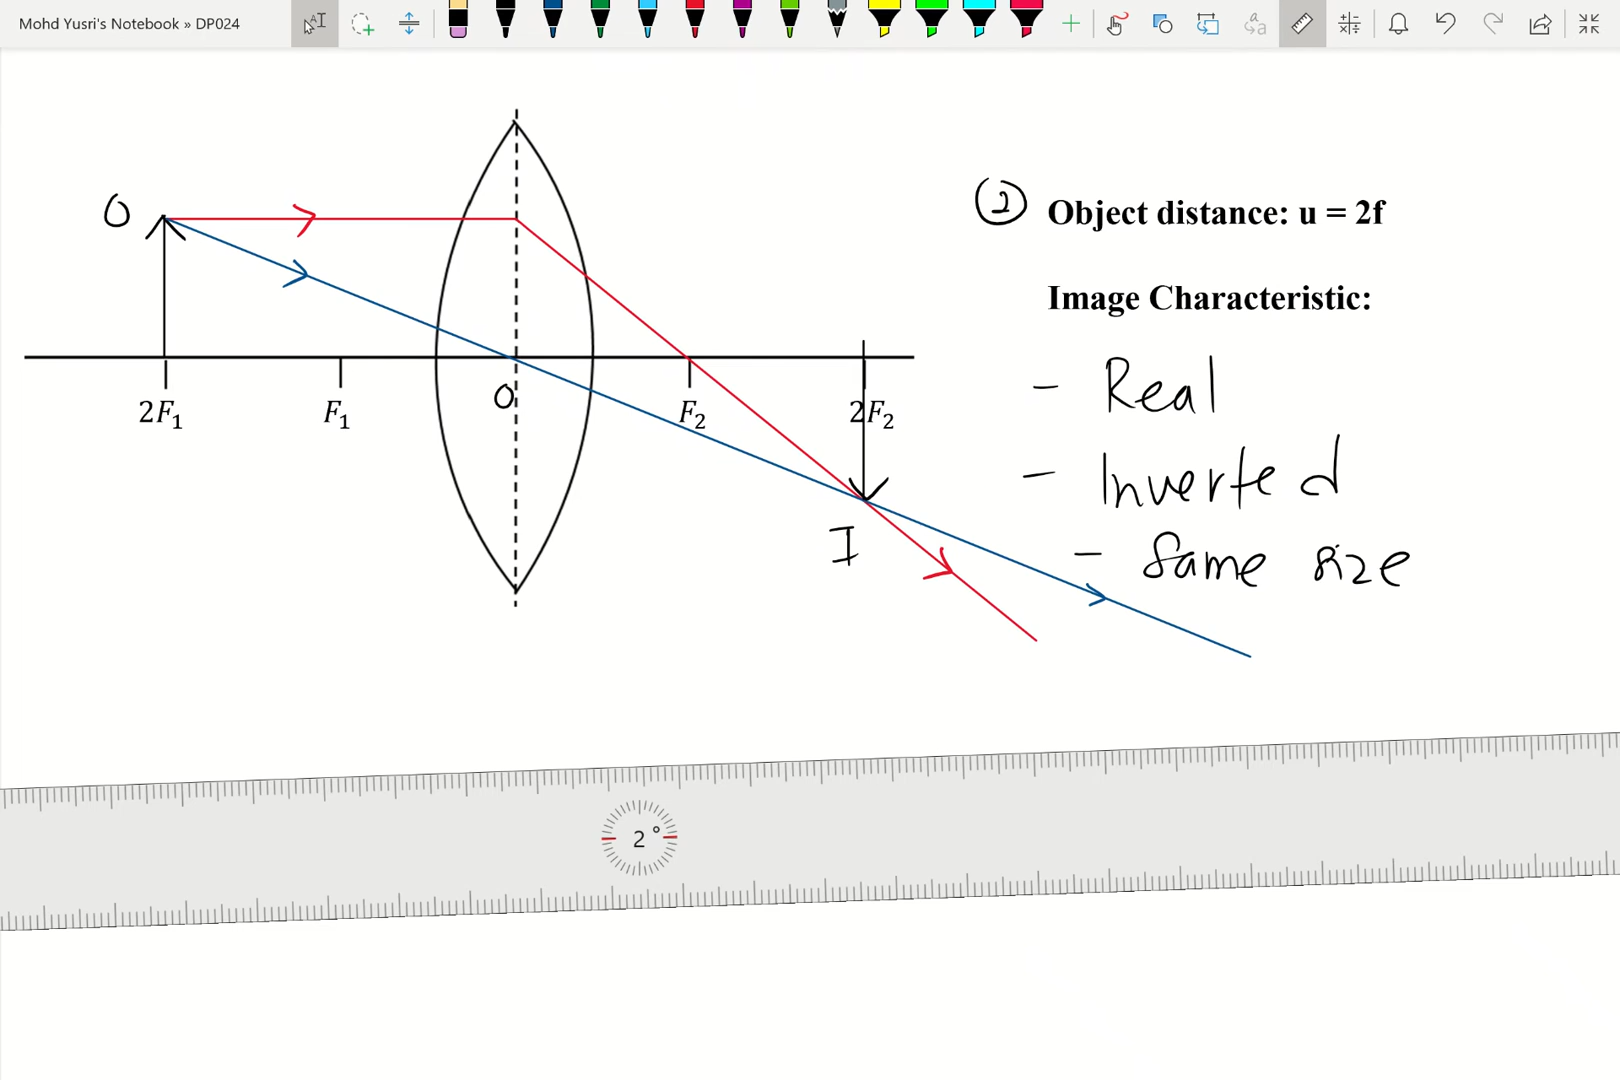 Mohd Yusri's Notebook » DP024
O
② Object distance: u = 2f
Image Characteristic:
- Real
2F₁ F₁ O F₂ 2F₂
- Inverted
I
- Same size
2°